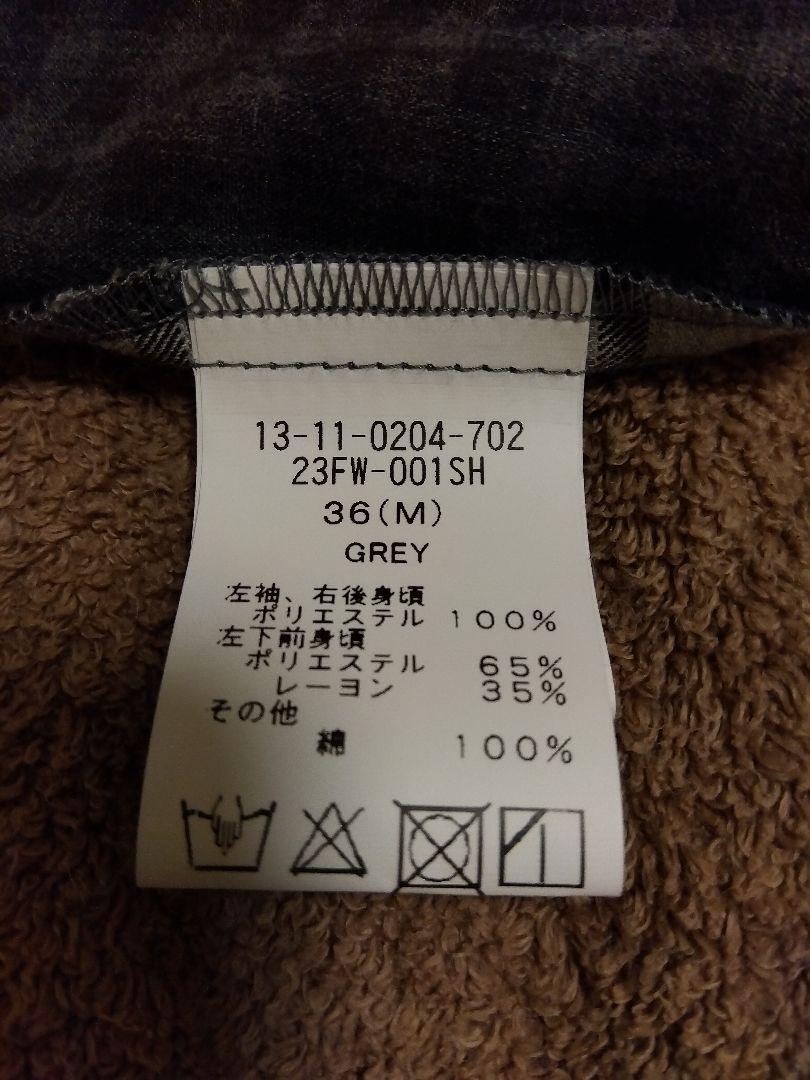 13-11-0204-702
23FW-001SH
36(M)
GREY
左袖、右後身頃
ポリエステル 100%
左下前身頃
ポリエステル 65%
レーヨン 35%
その他
綿 100%